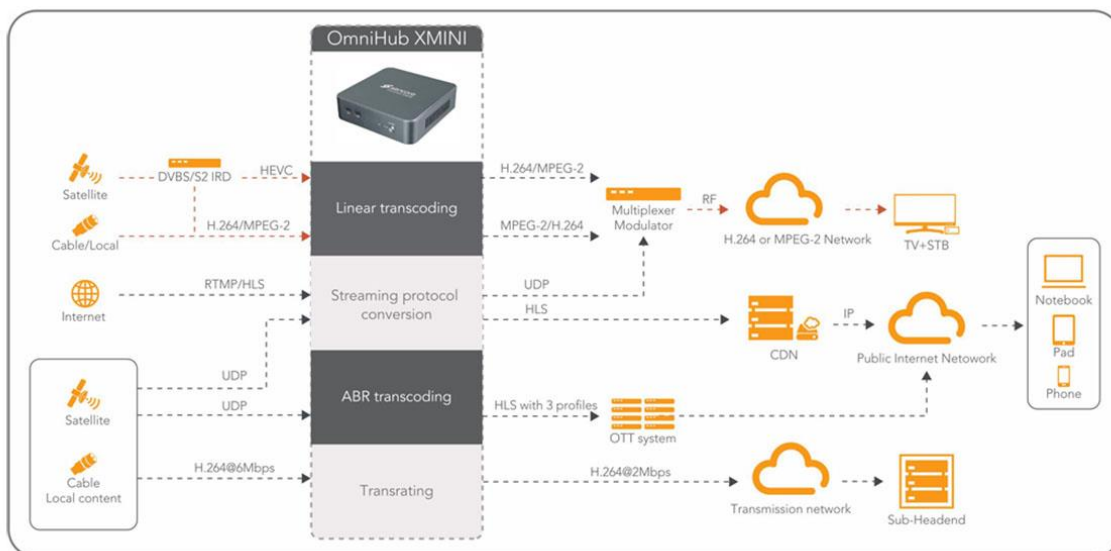 OmniHub XMINI
Satellite
DVBS/S2 IRD
HEVC
Cable/Local
H.264/MPEG-2
Internet
RTMP/HLS
UDP
Satellite
UDP
Cable
Local content
H.264@6Mbps
Linear transcoding
Streaming protocol
conversion
ABR transcoding
Transrating
H.264/MPEG-2
MPEG-2/H.264
Multiplexer
Modulator
RF
H.264 or MPEG-2 Network
TV+STB
UDP
HLS
CDN
IP
Public Internet Netowork
Notebook
Pad
Phone
HLS with 3 profiles
OTT system
H.264@2Mbps
Transmission network
Sub-Headend